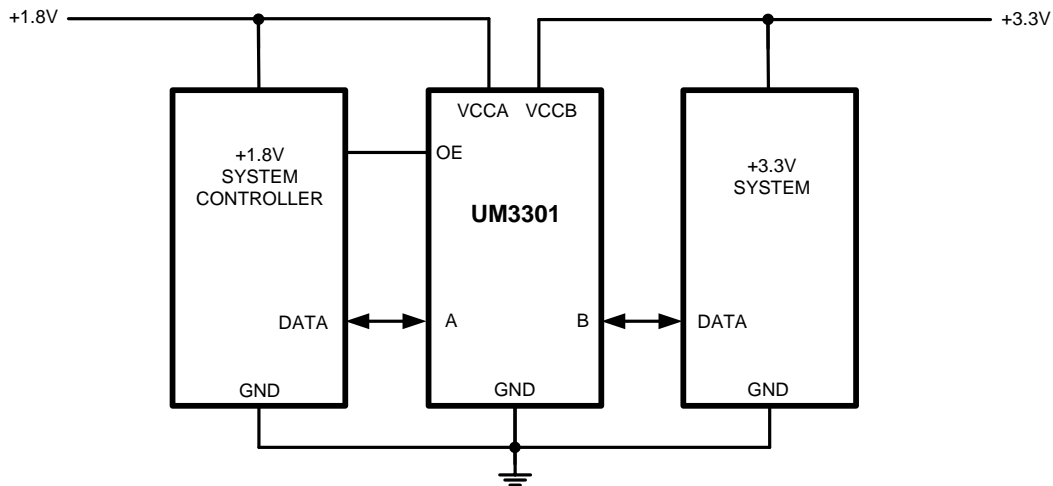 +1.8V
+3.3V
VCCA VCCB
+1.8V
SYSTEM
CONTROLLER
OE
+3.3V
SYSTEM
UM3301
DATA
A
B
DATA
GND
GND
GND